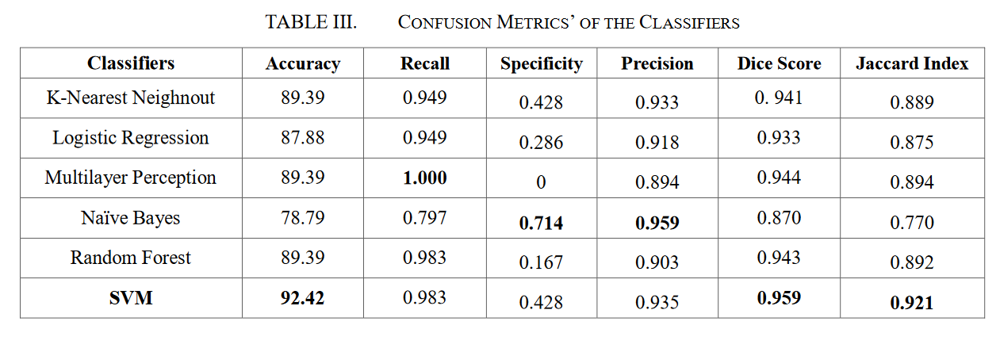 TABLE III. CONFUSION METRICS' OF THE CLASSIFIERS
Classifiers Accuracy Recall Specificity Precision Dice Score Jaccard Index
K-Nearest Neighnout 89.39 0.949 0.428 0.933 0. 941 0.889
Logistic Regression 87.88 0.949 0.286 0.918 0.933 0.875
Multilayer Perception 89.39 1.000 0 0.894 0.944 0.894
Naïve Bayes 78.79 0.797 0.714 0.959 0.870 0.770
Random Forest 89.39 0.983 0.167 0.903 0.943 0.892
SVM 92.42 0.983 0.428 0.935 0.959 0.921